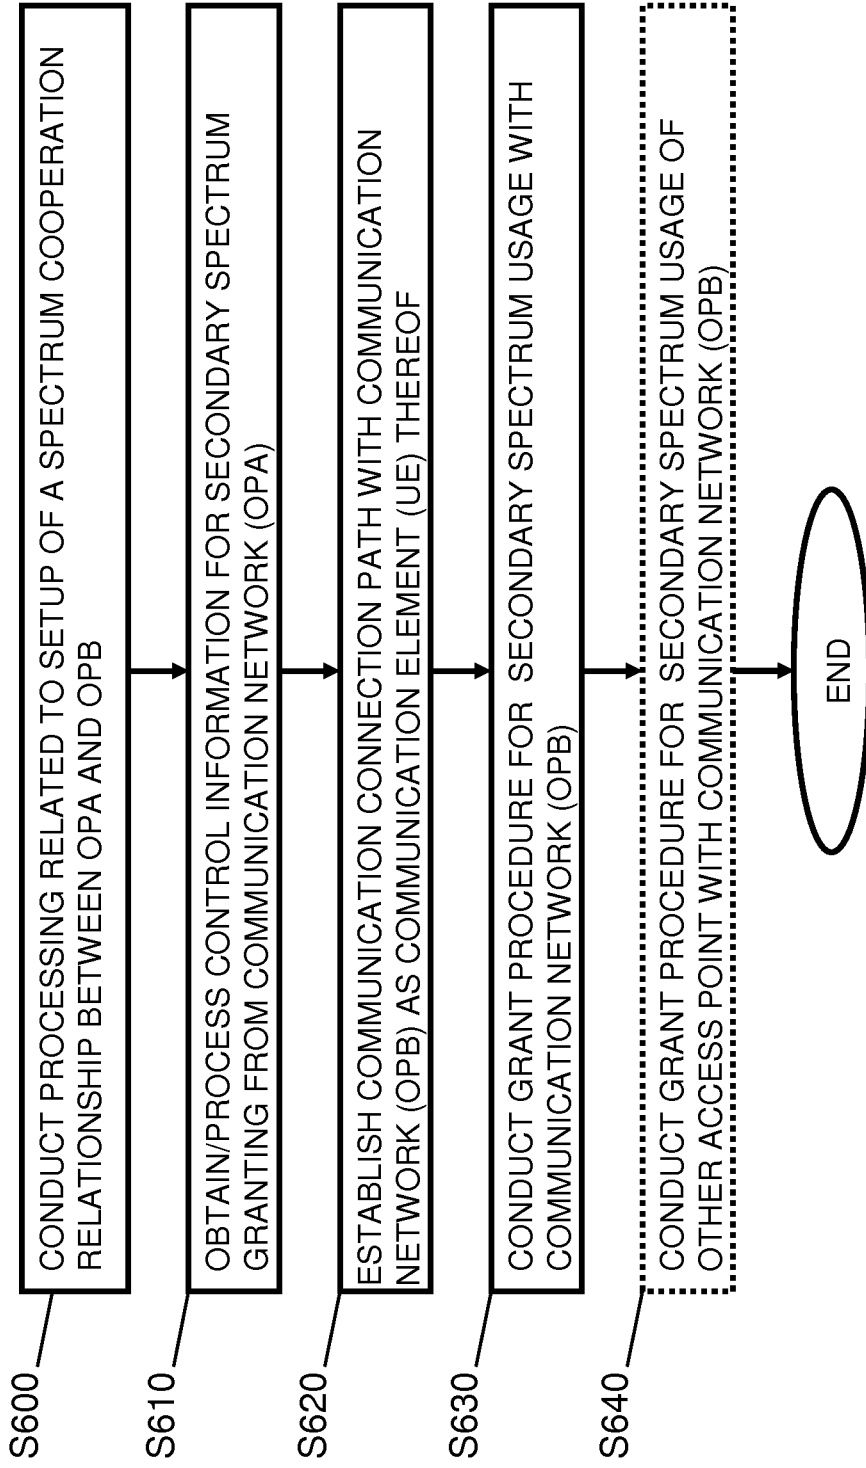 S600
CONDUCT PROCESSING RELATED TO SETUP OF A SPECTRUM COOPERATION
RELATIONSHIP BETWEEN OPA AND OPB
S610
OBTAIN/PROCESS CONTROL INFORMATION FOR SECONDARY SPECTRUM
GRANTING FROM COMMUNICATION NETWORK (OPA)
S620
ESTABLISH COMMUNICATION CONNECTION PATH WITH COMMUNICATION
NETWORK (OPB) AS COMMUNICATION ELEMENT (UE) THEREOF
S630
CONDUCT GRANT PROCEDURE FOR SECONDARY SPECTRUM USAGE WITH
COMMUNICATION NETWORK (OPB)
S640
CONDUCT GRANT PROCEDURE FOR SECONDARY SPECTRUM USAGE OF
OTHER ACCESS POINT WITH COMMUNICATION NETWORK (OPB)
END